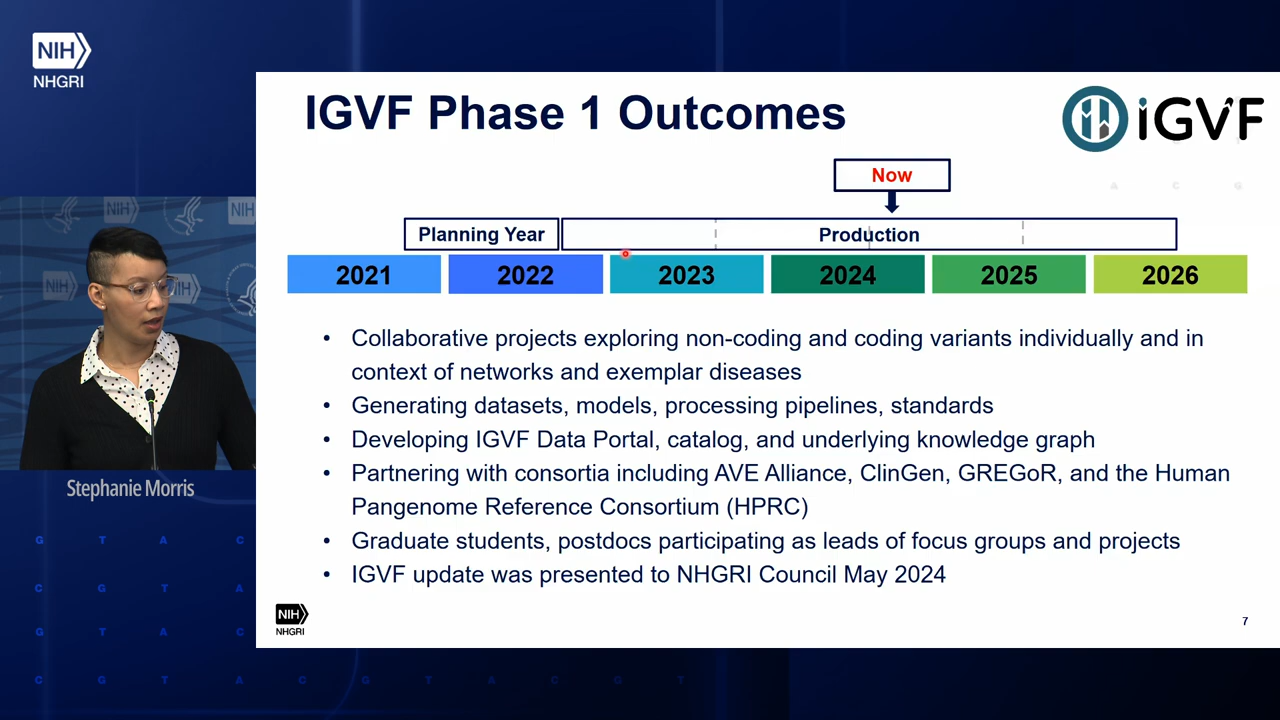 NIH
NHGRI
IGVF Phase 1 Outcomes
iGVF
Now
Planning Year
Production
2021
2022
2023
2024
2025
2026
• Collaborative projects exploring non-coding and coding variants individually and in
context of networks and exemplar diseases
• Generating datasets, models, processing pipelines, standards
• Developing IGVF Data Portal, catalog, and underlying knowledge graph
• Partnering with consortia including AVE Alliance, ClinGen, GREGoR, and the Human
Pangenome Reference Consortium (HPRC)
• Graduate students, postdocs participating as leads of focus groups and projects
• IGVF update was presented to NHGRI Council May 2024
NIH
NHGRI
7
NIH
NIH
NIH
Stephanie Morris
A C G
G T A C
C G T A
G T A C
C G T A C G T A C G T